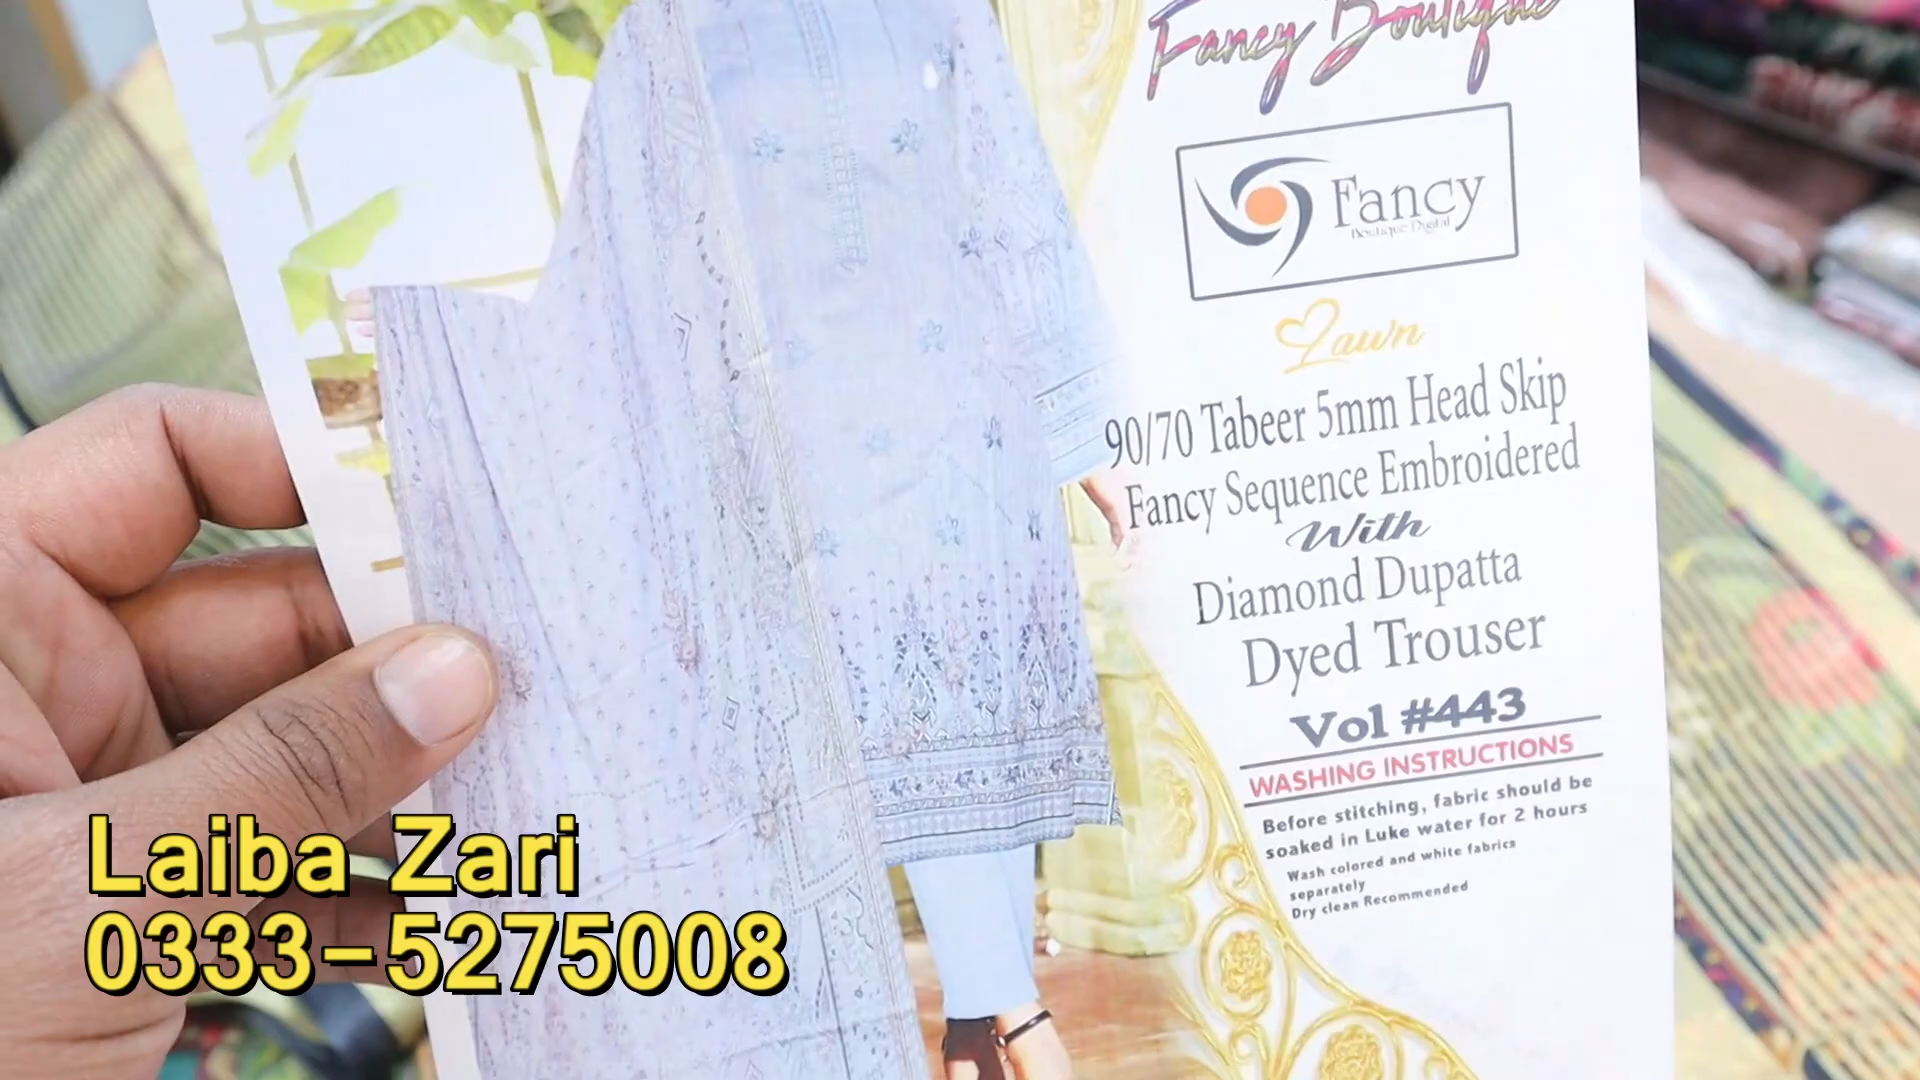 Fancy Boutique
Fancy
Boutique Digital
Lawn
90/70 Tabeer 5mm Head Skip
Fancy Sequence Embroidered
With
Diamond Dupatta
Dyed Trouser
Vol #443
WASHING INSTRUCTIONS
Before stitching, fabric should be
soaked in Luke water for 2 hours
Wash colored and white fabrics
separately
Dry clean Recommended
Laiba Zari
0333-5275008